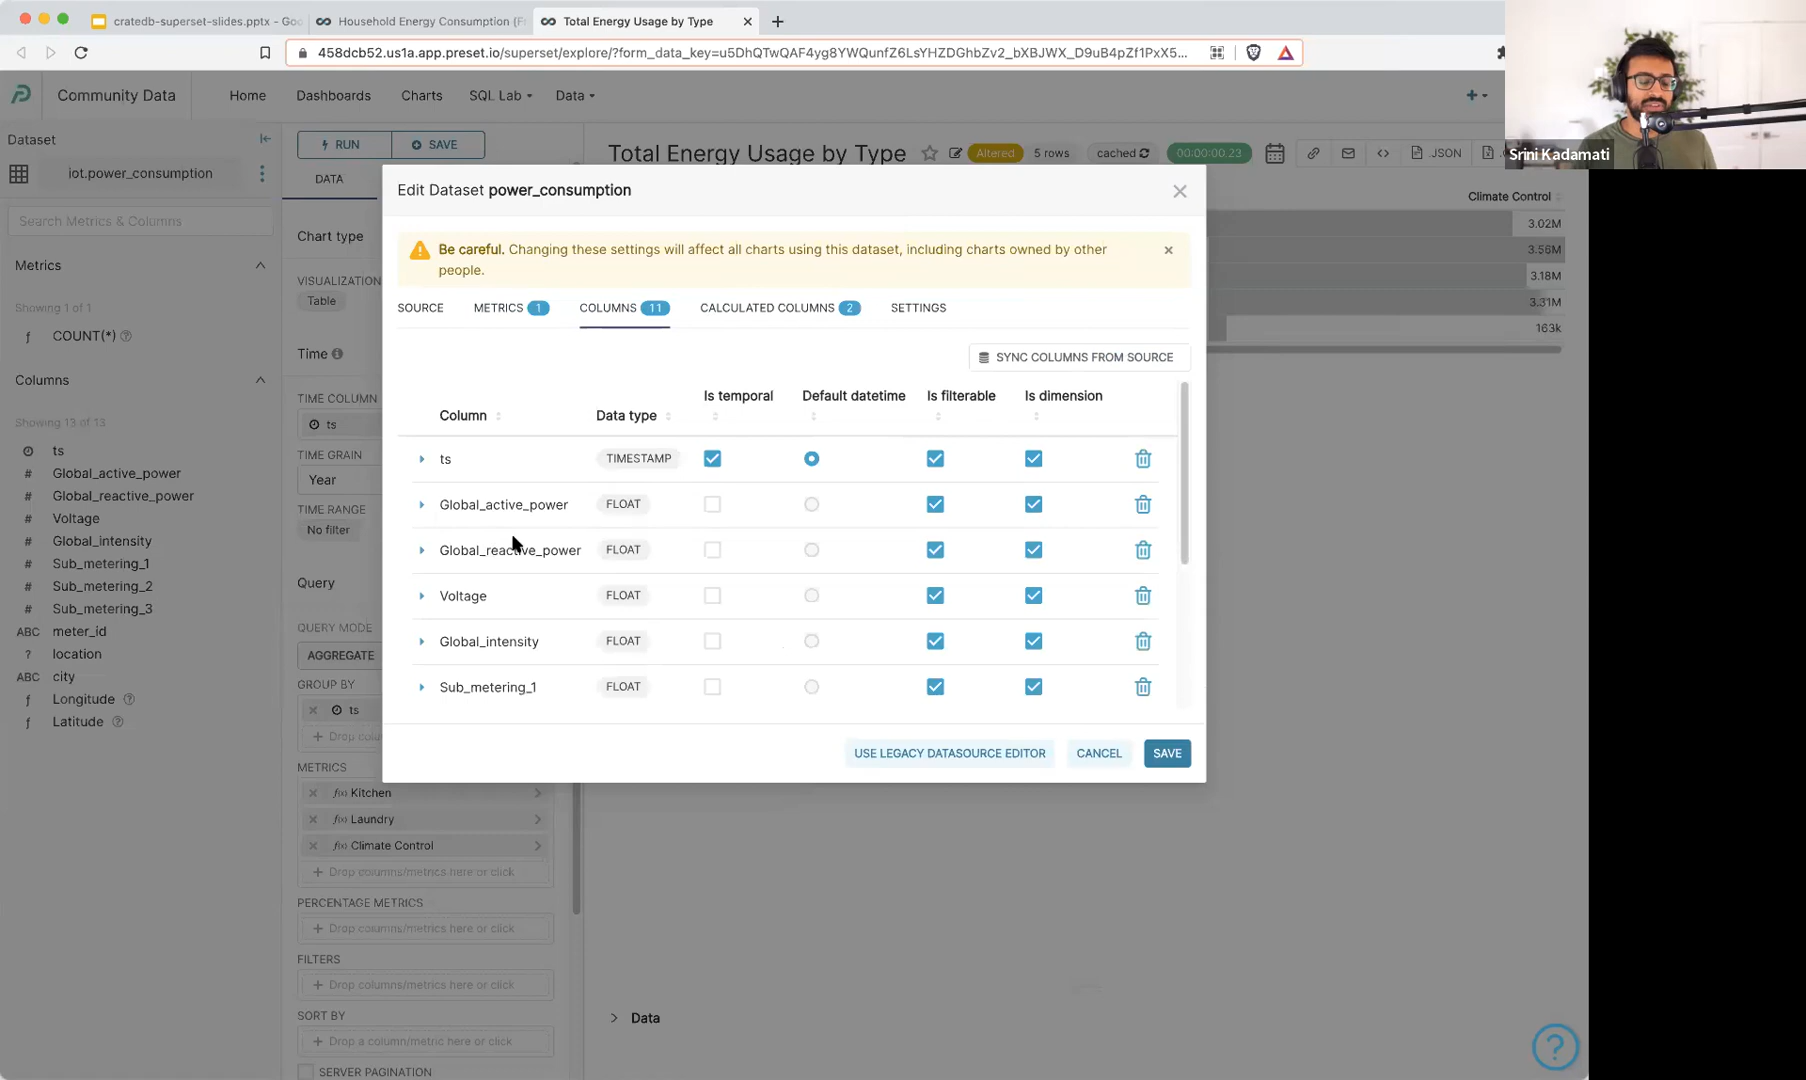 cratedb-superset-slides.pptx - Goo
Household Energy Consumption (F
Total Energy Usage by Type
458dcb52.us1a.app.preset.io/superset/explore/?form_data_key=u5DhQTwQAF4yg8YWQunfZ6LsYHZDGhbZv2_bXBJWX_D9uB4pZf1PxX5...
Community Data
Home
Dashboards
Charts
SQL Lab
Data
Srini Kadamati
Dataset
RUN
SAVE
Total Energy Usage by Type
Altered
5 rows
cached
00:00:00.23
.JSON
iot.power_consumption
DATA
Search Metrics & Columns
Metrics
Showing 1 of 1
COUNT(*)
Columns
Showing 13 of 13
ts
Global_active_power
Global_reactive_power
Voltage
Global_intensity
Sub_metering_1
Sub_metering_2
Sub_metering_3
ABC meter_id
? location
ABC city
Longitude
Latitude
Chart type
VISUALIZATION
Table
Time
TIME COLUMN
ts
TIME GRAIN
Year
TIME RANGE
No filter
Query
QUERY MODE
AGGREGATE
GROUP BY
ts
+ Drop colu
METRICS
f(x) Kitchen
f(x) Laundry
f(x) Climate Control
+ Drop columns/metrics here or click
PERCENTAGE METRICS
+ Drop columns/metrics here or click
FILTERS
+ Drop columns/metrics here or click
SORT BY
+ Drop a column/metric here or click
SERVER PAGINATION
Edit Dataset power_consumption
Be careful. Changing these settings will affect all charts using this dataset, including charts owned by other
people.
SOURCE
METRICS 1
COLUMNS 11
CALCULATED COLUMNS 2
SETTINGS
SYNC COLUMNS FROM SOURCE
Column
Data type
Is temporal
Default datetime
Is filterable
Is dimension
ts TIMESTAMP
Global_active_power FLOAT
Global_reactive_power FLOAT
Voltage FLOAT
Global_intensity FLOAT
Sub_metering_1 FLOAT
USE LEGACY DATASOURCE EDITOR
CANCEL
SAVE
Climate Control
3.02M
3.56M
3.18M
3.31M
163k
Data